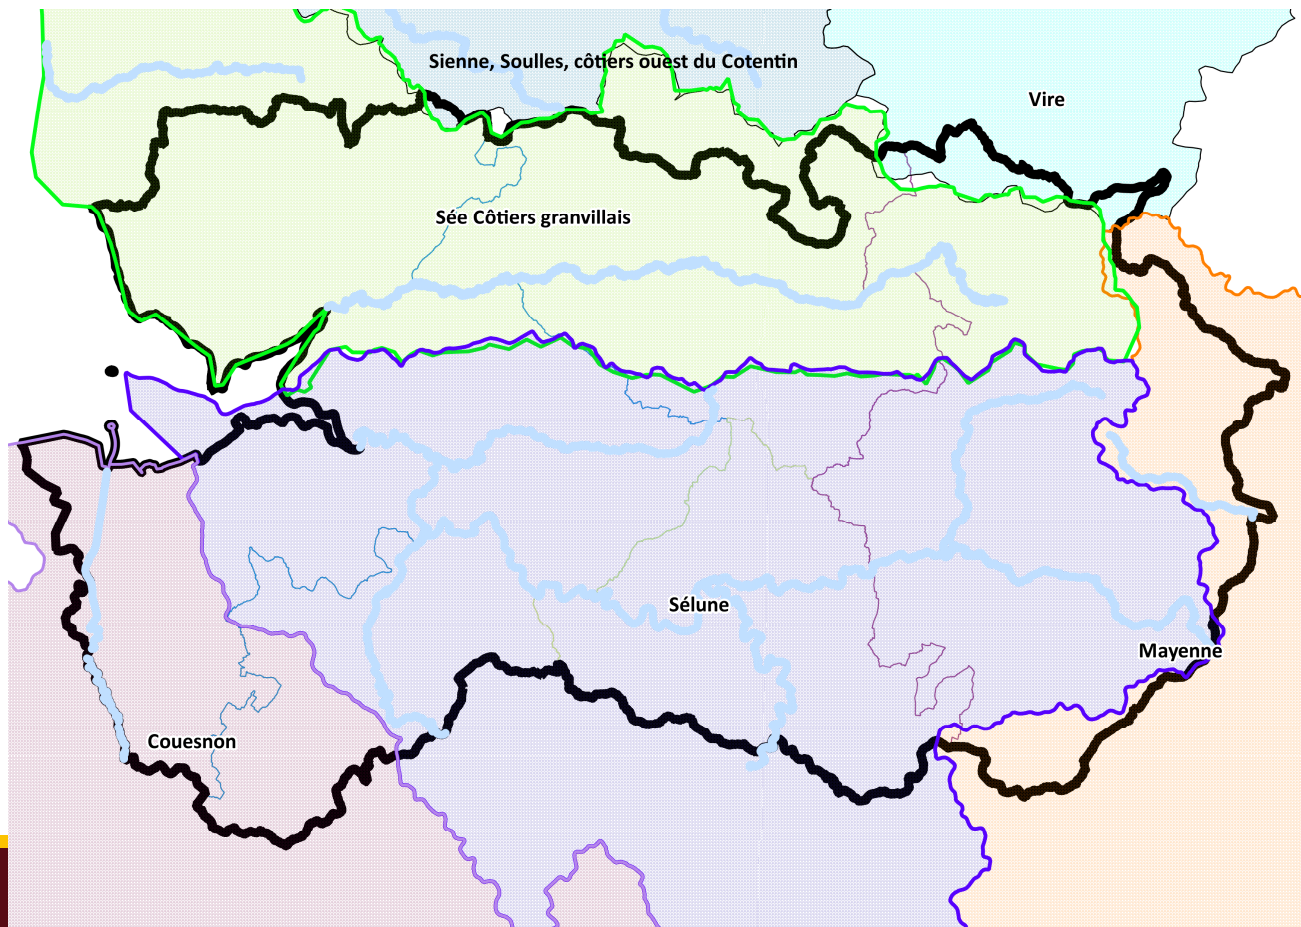 Sienne, Soulles, côtiers ouest du Cotentin
Vire
Sée Côtiers granvillais
Sélune
Mayenne
Couesnon